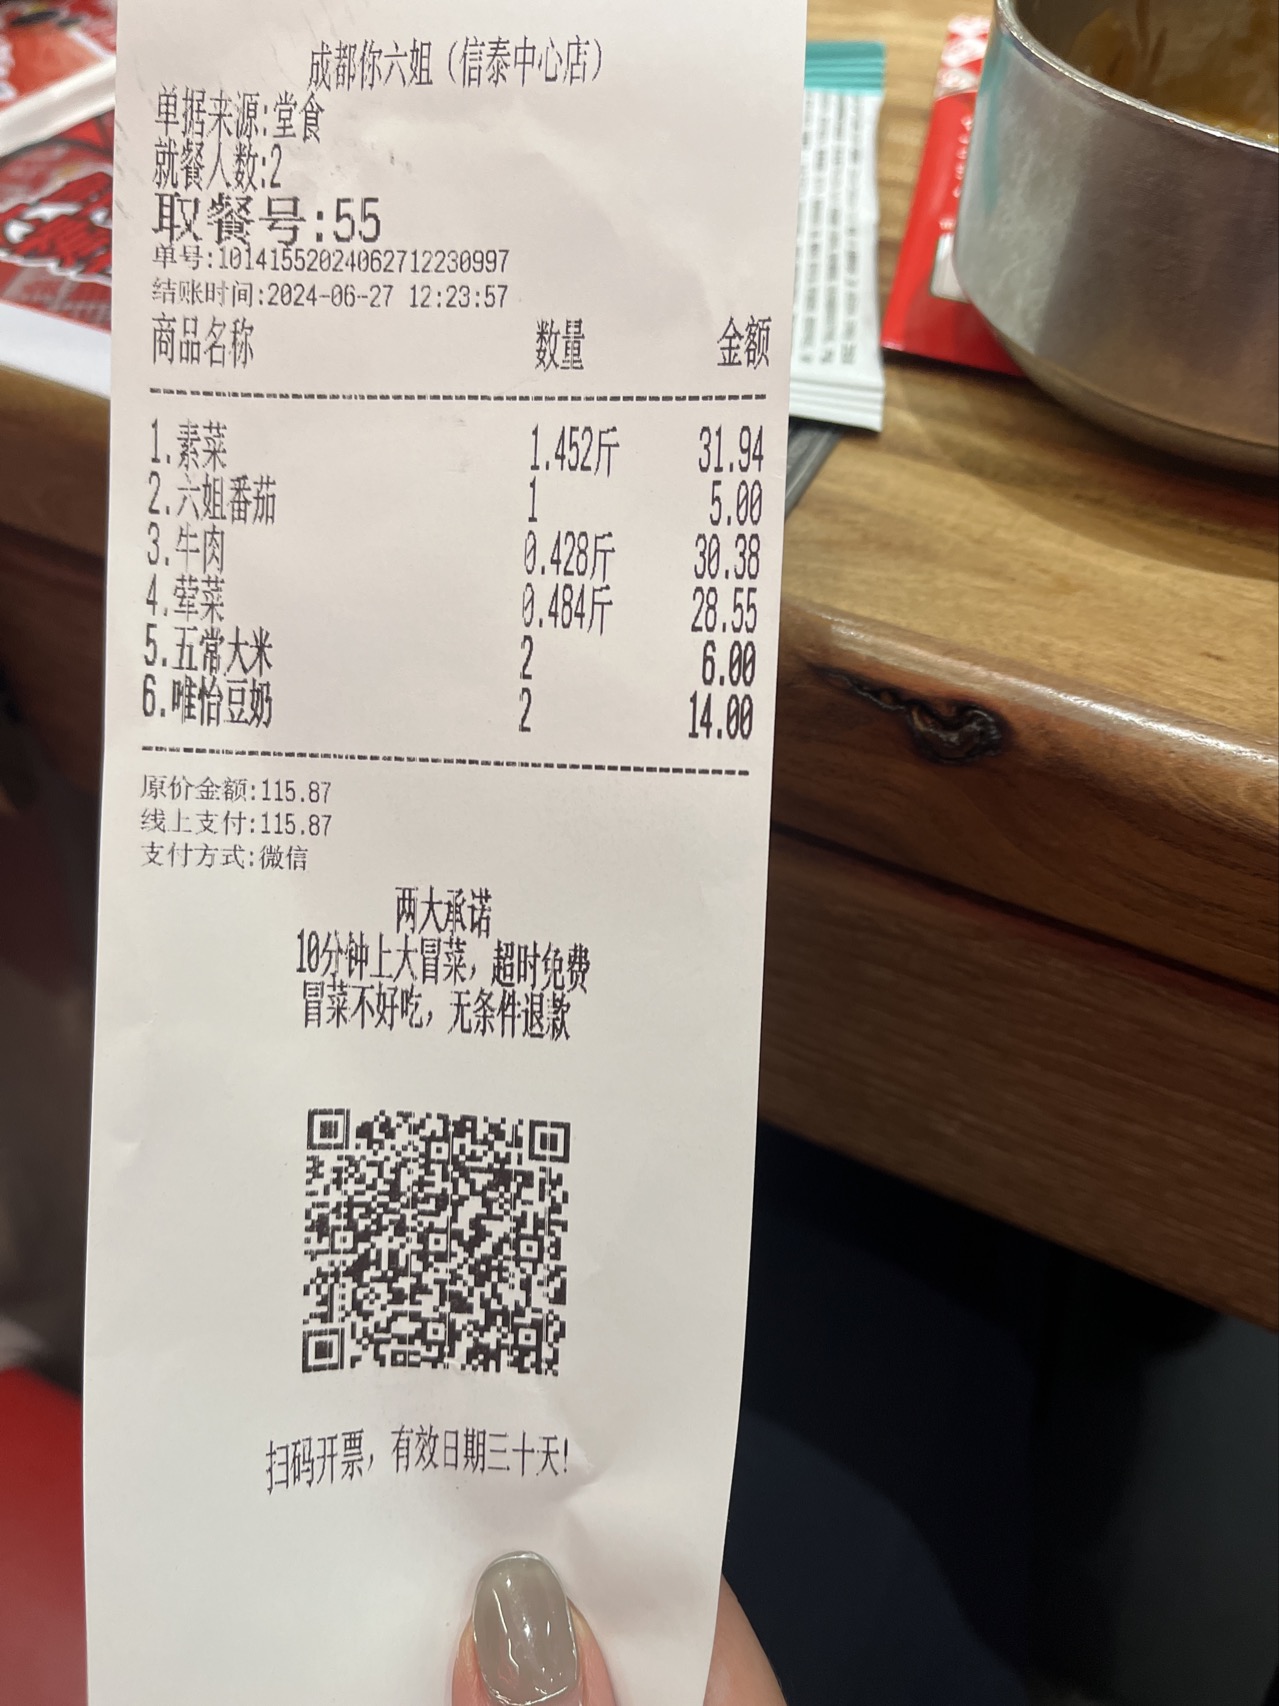 成都你六姐（信泰中心店）
单据来源:堂食
就餐人数:2
取餐号:55
单号:10141552024062712230997
结账时间:2024-06-27 12:23:57
商品名称 数量 金额
1.素菜 1.452斤 31.94
2.六姐番茄 1 5.00
3.牛肉 0.428斤 30.38
4.荤菜 0.484斤 28.55
5.五常大米 2 6.00
6.唯怡豆奶 2 14.00
原价金额:115.87
线上支付:115.87
支付方式:微信
两大承诺
10分钟上大冒菜，超时免费
冒菜不好吃，无条件退款
扫码开票，有效日期三十天!